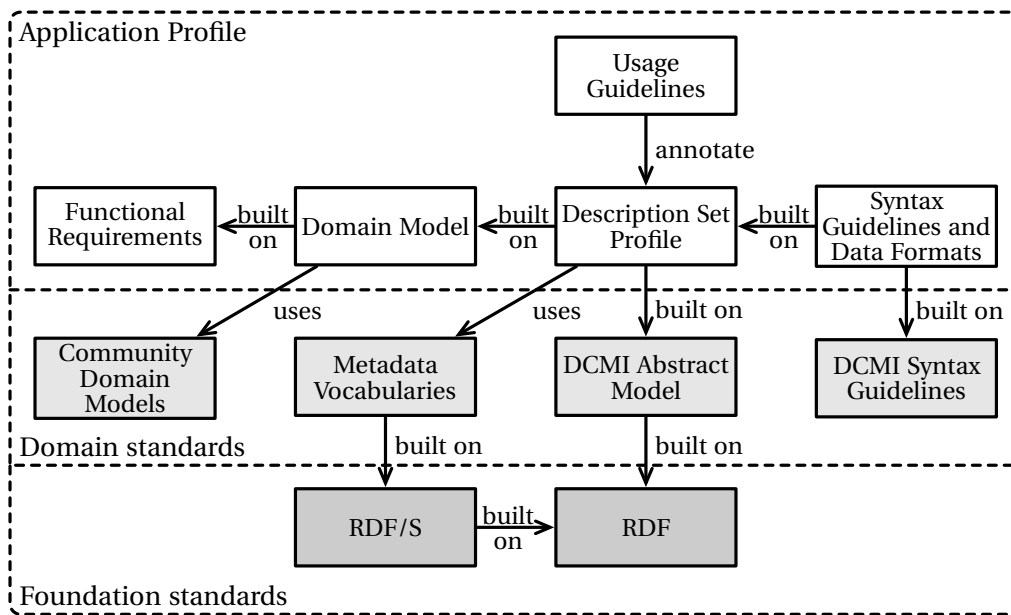 Application Profile
Usage
Guidelines
annotate
Functional
Requirements
built
on
Domain Model
built
on
Description Set
Profile
built
on
Syntax
Guidelines and
Data Formats
uses
uses
built on
built on
Community
Domain
Models
Metadata
Vocabularies
DCMI Abstract
Model
DCMI Syntax
Guidelines
Domain standards
built on
built on
RDF/S
built
on
RDF
Foundation standards